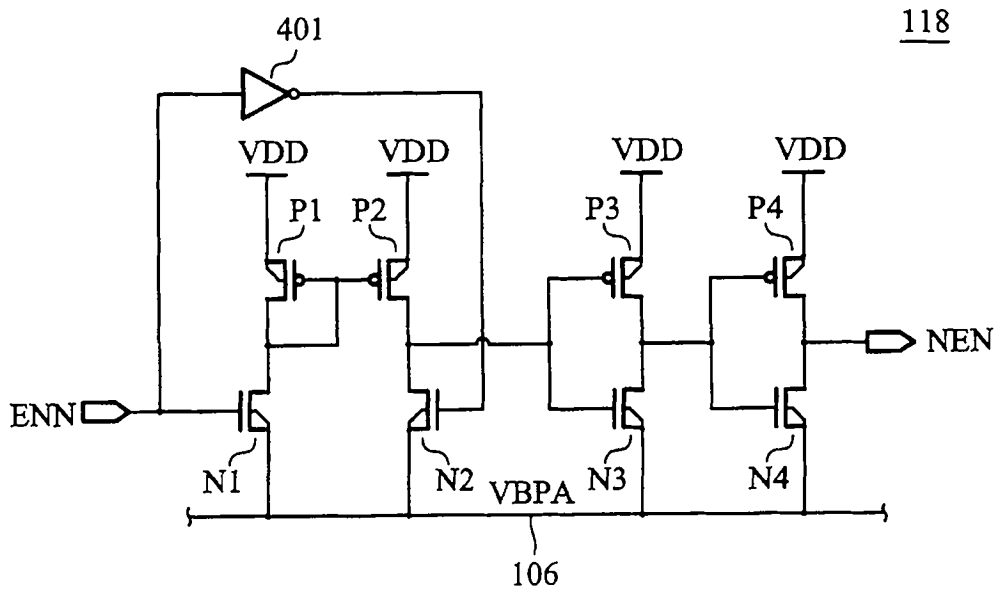 118
401
VDD VDD VDD VDD
P1 P2 P3 P4
NEN
ENN
N1 N2 N3 N4
VBPA
106